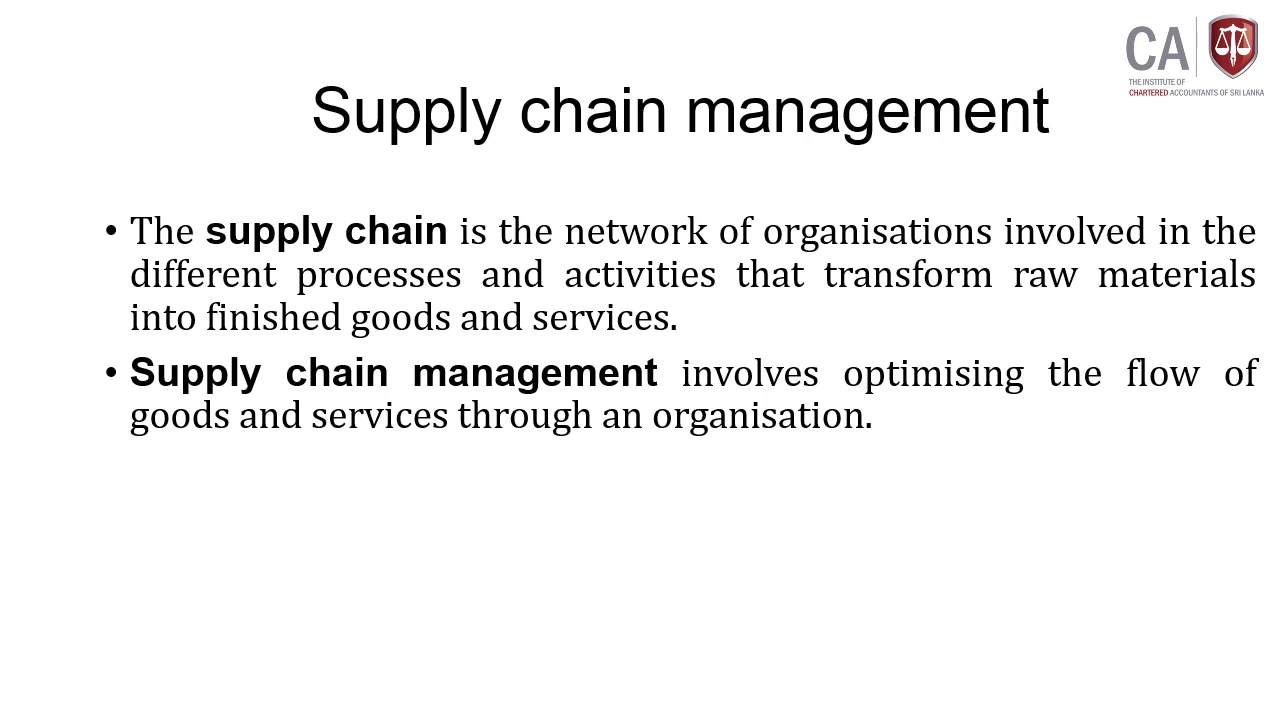 CA
THE INSTITUTE OF
CHARTERED ACCOUNTANTS OF SRI LANKA
Supply chain management
• The supply chain is the network of organisations involved in the
different processes and activities that transform raw materials
into finished goods and services.
• Supply chain management involves optimising the flow of
goods and services through an organisation.